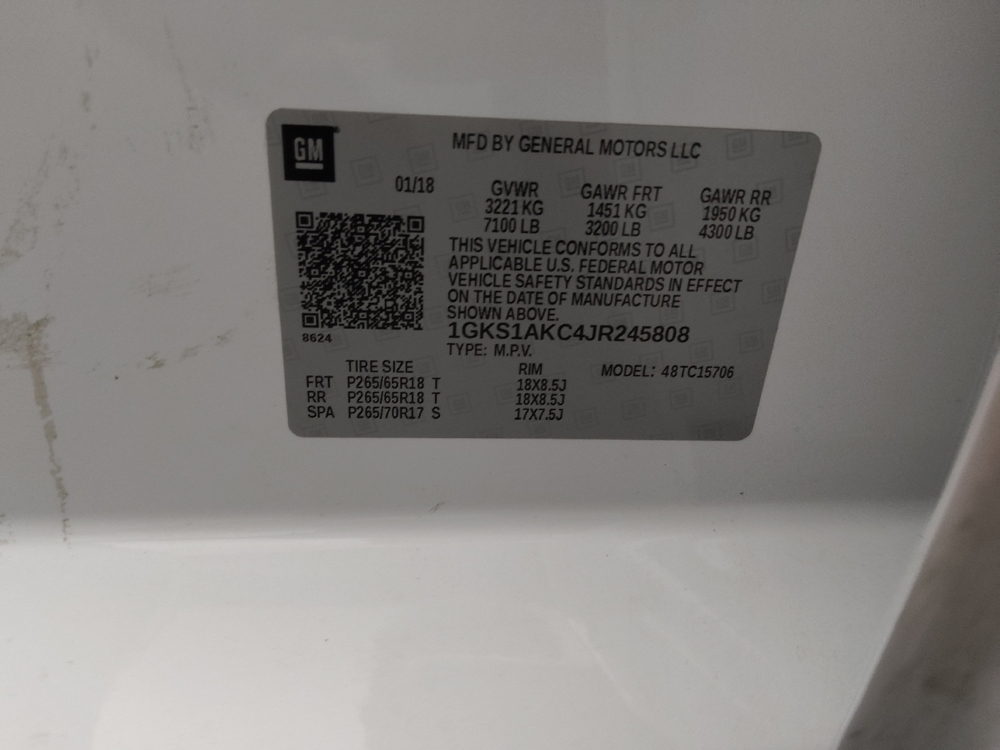 GM
MFD BY GENERAL MOTORS LLC
01/18 GVWR GAWR FRT GAWR RR
3221 KG 1451 KG 1950 KG
7100 LB 3200 LB 4300 LB
THIS VEHICLE CONFORMS TO ALL
APPLICABLE U.S. FEDERAL MOTOR
VEHICLE SAFETY STANDARDS IN EFFECT
ON THE DATE OF MANUFACTURE
SHOWN ABOVE.
1GKS1AKC4JR245808
8624
TYPE: M.P.V.
TIRE SIZE RIM MODEL: 48TC15706
FRT P265/65R18 T 18X8.5J
RR P265/65R18 T 18X8.5J
SPA P265/70R17 S 17X7.5J